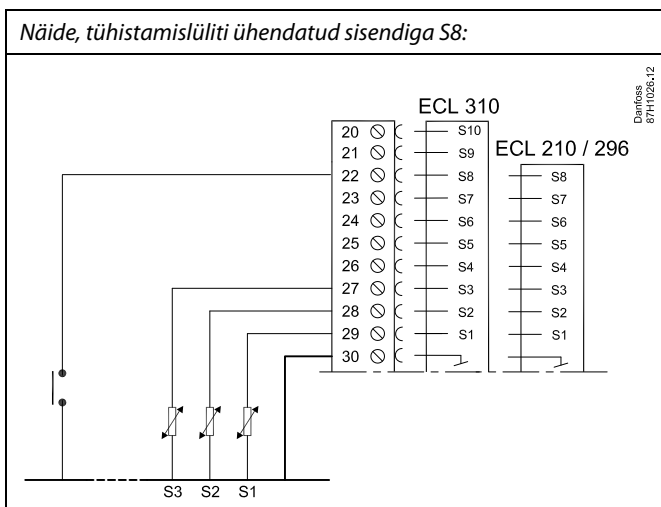 Näide, tühistamislüliti ühendatud sisendiga S8:
Danfoss
87H1026.12
ECL 310
ECL 210 / 296
20 S10
21 S9
22 S8 S8
23 S7 S7
24 S6 S6
25 S5 S5
26 S4 S4
27 S3 S3
28 S2 S2
29 S1 S1
30
S3 S2 S1